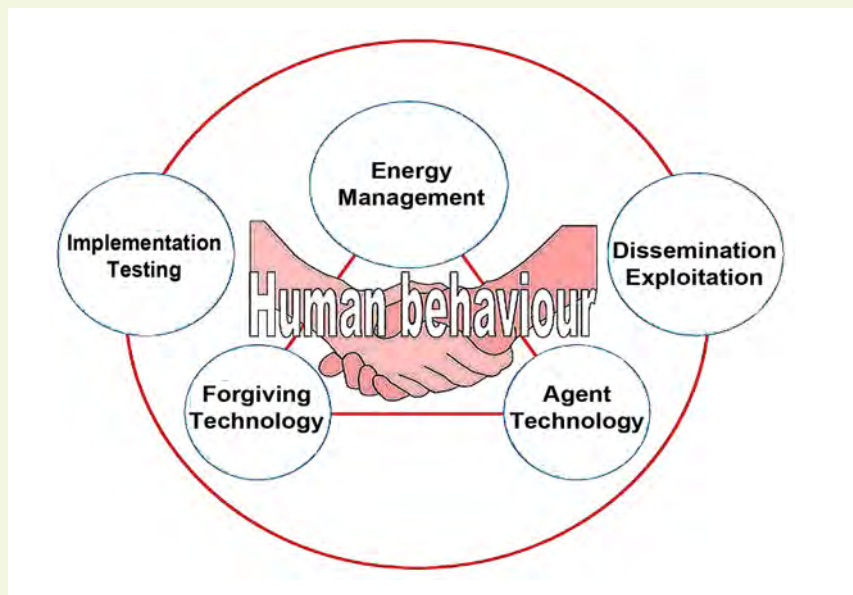 Energy
Management
Implementation
Testing
Dissemination
Exploitation
Human behaviour
Forgiving
Technology
Agent
Technology